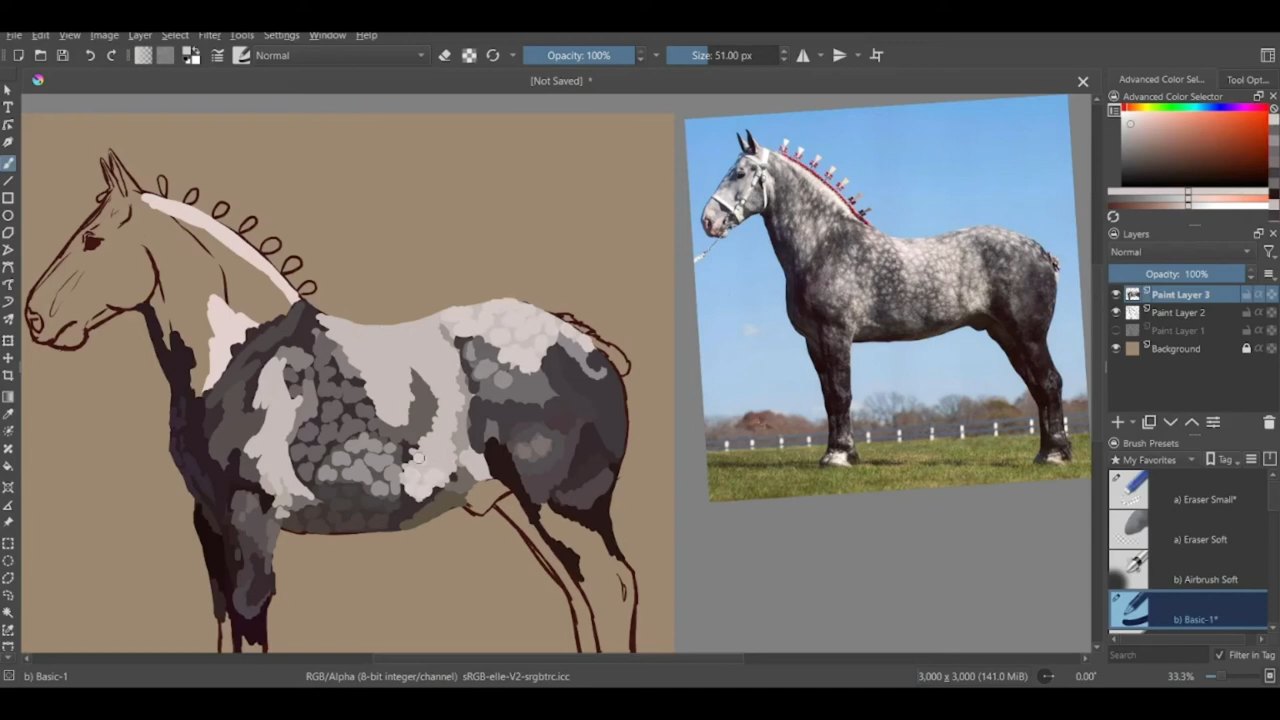 File Edit View Image Layer Select Filter Tools Settings Window Help
Normal Opacity: 100% Size: 51.00 px
[Not Saved] *
Advanced Color Sel... Tool Opt...
Advanced Color Selector
Layers
Normal
Opacity: 100%
Paint Layer 3
Paint Layer 2
Paint Layer 1
Background
Brush Presets
My Favorites Tag
a) Eraser Small*
a) Eraser Soft
b) Airbrush Soft
b) Basic-1*
Search Filter in Tag
b) Basic-1 RGB/Alpha (8-bit integer/channel) sRGB-elle-V2-srgbtrc.icc 3,000 x 3,000 (141.0 MiB) 0.00° 33.3%